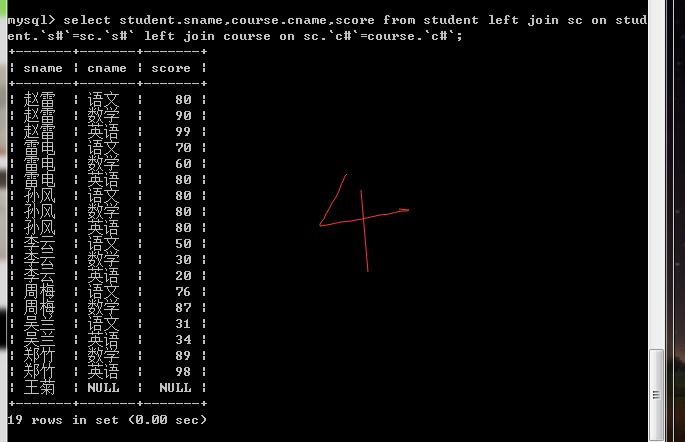 mysql> select student.sname,course.cname,score from student left join sc on stud
ent.`s#`=sc.`s#` left join course on sc.`c#`=course.`c#`;
+-------+-------+-------+
| sname | cname | score |
+-------+-------+-------+
| 赵雷 | 语文 | 80 |
| 赵雷 | 数学 | 90 |
| 赵雷 | 英语 | 99 |
| 雷电 | 语文 | 70 |
| 雷电 | 数学 | 60 |
| 雷电 | 英语 | 80 |
| 孙风 | 语文 | 80 |
| 孙风 | 数学 | 80 |
| 孙风 | 英语 | 80 |
| 李云 | 语文 | 50 |
| 李云 | 数学 | 30 |
| 李云 | 英语 | 20 |
| 周梅 | 语文 | 76 |
| 周梅 | 数学 | 87 |
| 吴兰 | 语文 | 31 |
| 吴兰 | 英语 | 34 |
| 郑竹 | 数学 | 89 |
| 郑竹 | 英语 | 98 |
| 王菊 | NULL | NULL |
+-------+-------+-------+
19 rows in set (0.00 sec)
4